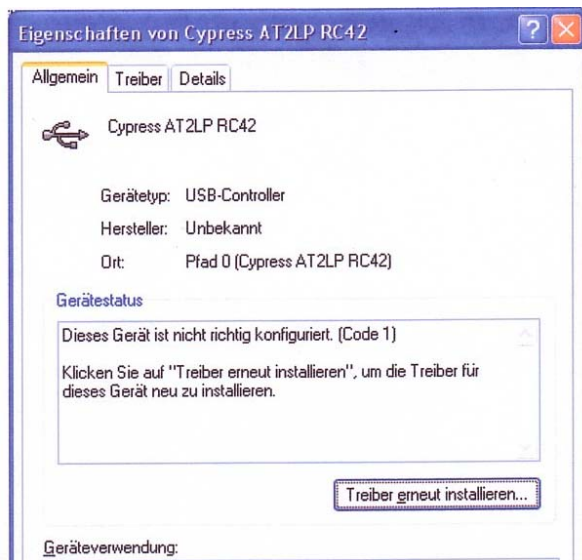 Eigenschaften von Cypress AT2LP RC42
Allgemein Treiber Details
Cypress AT2LP RC42
Gerätetyp: USB-Controller
Hersteller: Unbekannt
Ort: Pfad 0 (Cypress AT2LP RC42)
Gerätestatus
Dieses Gerät ist nicht richtig konfiguriert. (Code 1)
Klicken Sie auf "Treiber erneut installieren", um die Treiber für
dieses Gerät neu zu installieren.
Treiber erneut installieren...
Geräteverwendung: